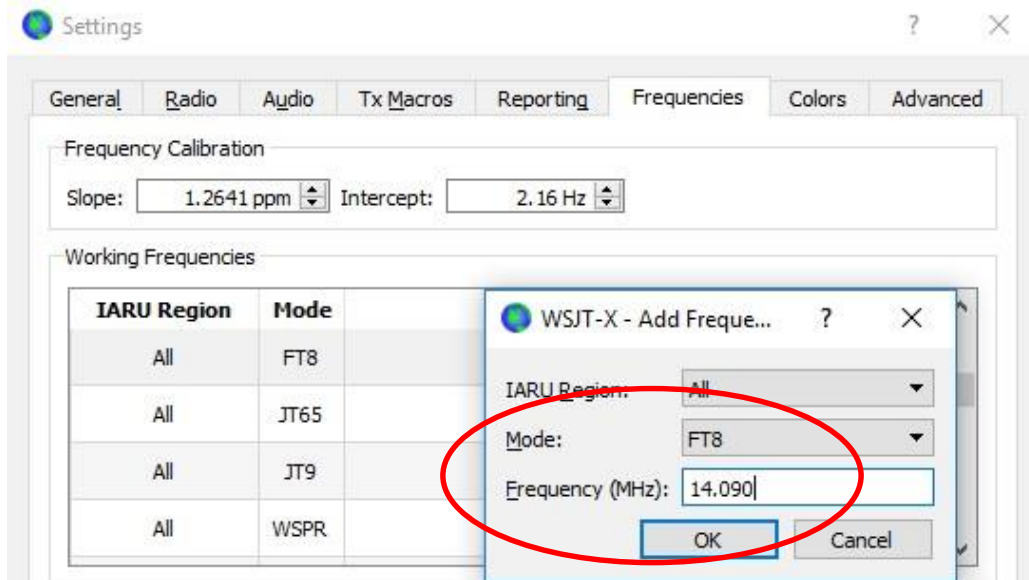 Settings ? ×
General Radio Audio Tx Macros Reporting Frequencies Colors Advanced
Frequency Calibration
Slope: 1.2641 ppm Intercept: 2.16 Hz
Working Frequencies
IARU Region Mode
All FT8
All JT65
All JT9
All WSPR
WSJT-X - Add Freque... ? ×
IARU Region: All
Mode: FT8
Frequency (MHz): 14.090
OK Cancel